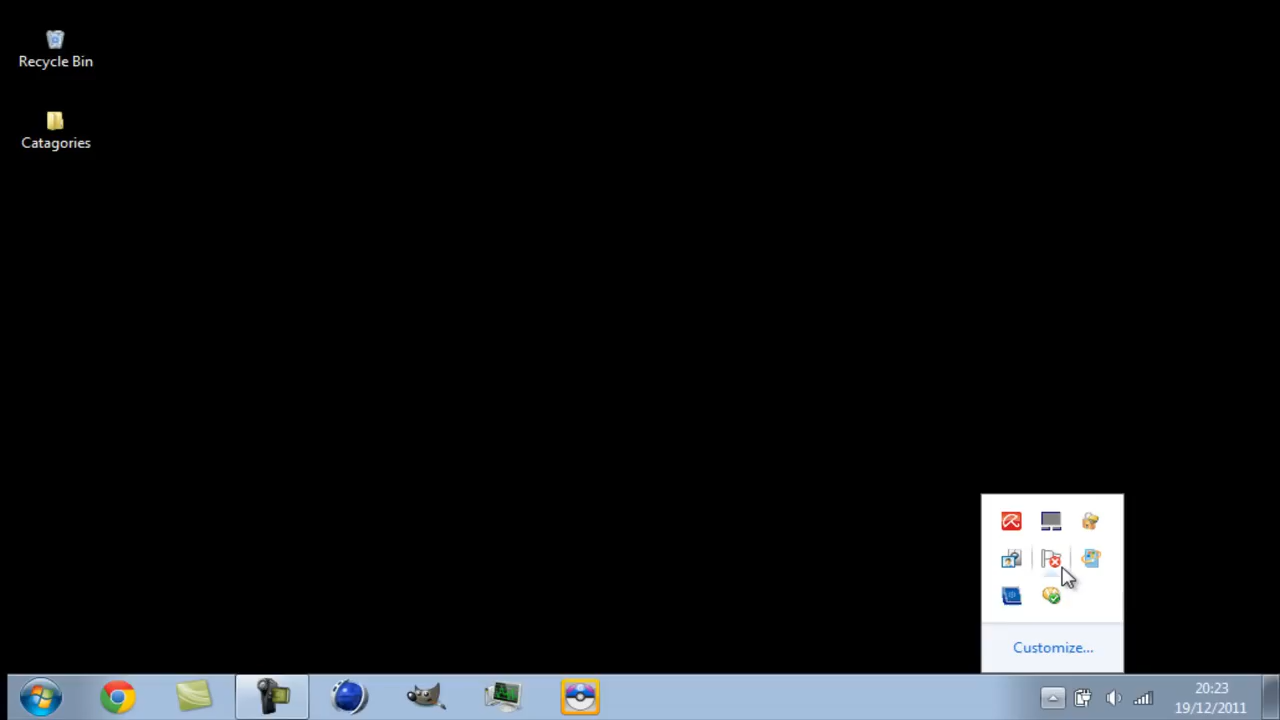 Recycle Bin
Catagories
Customize...
20:23
19/12/2011